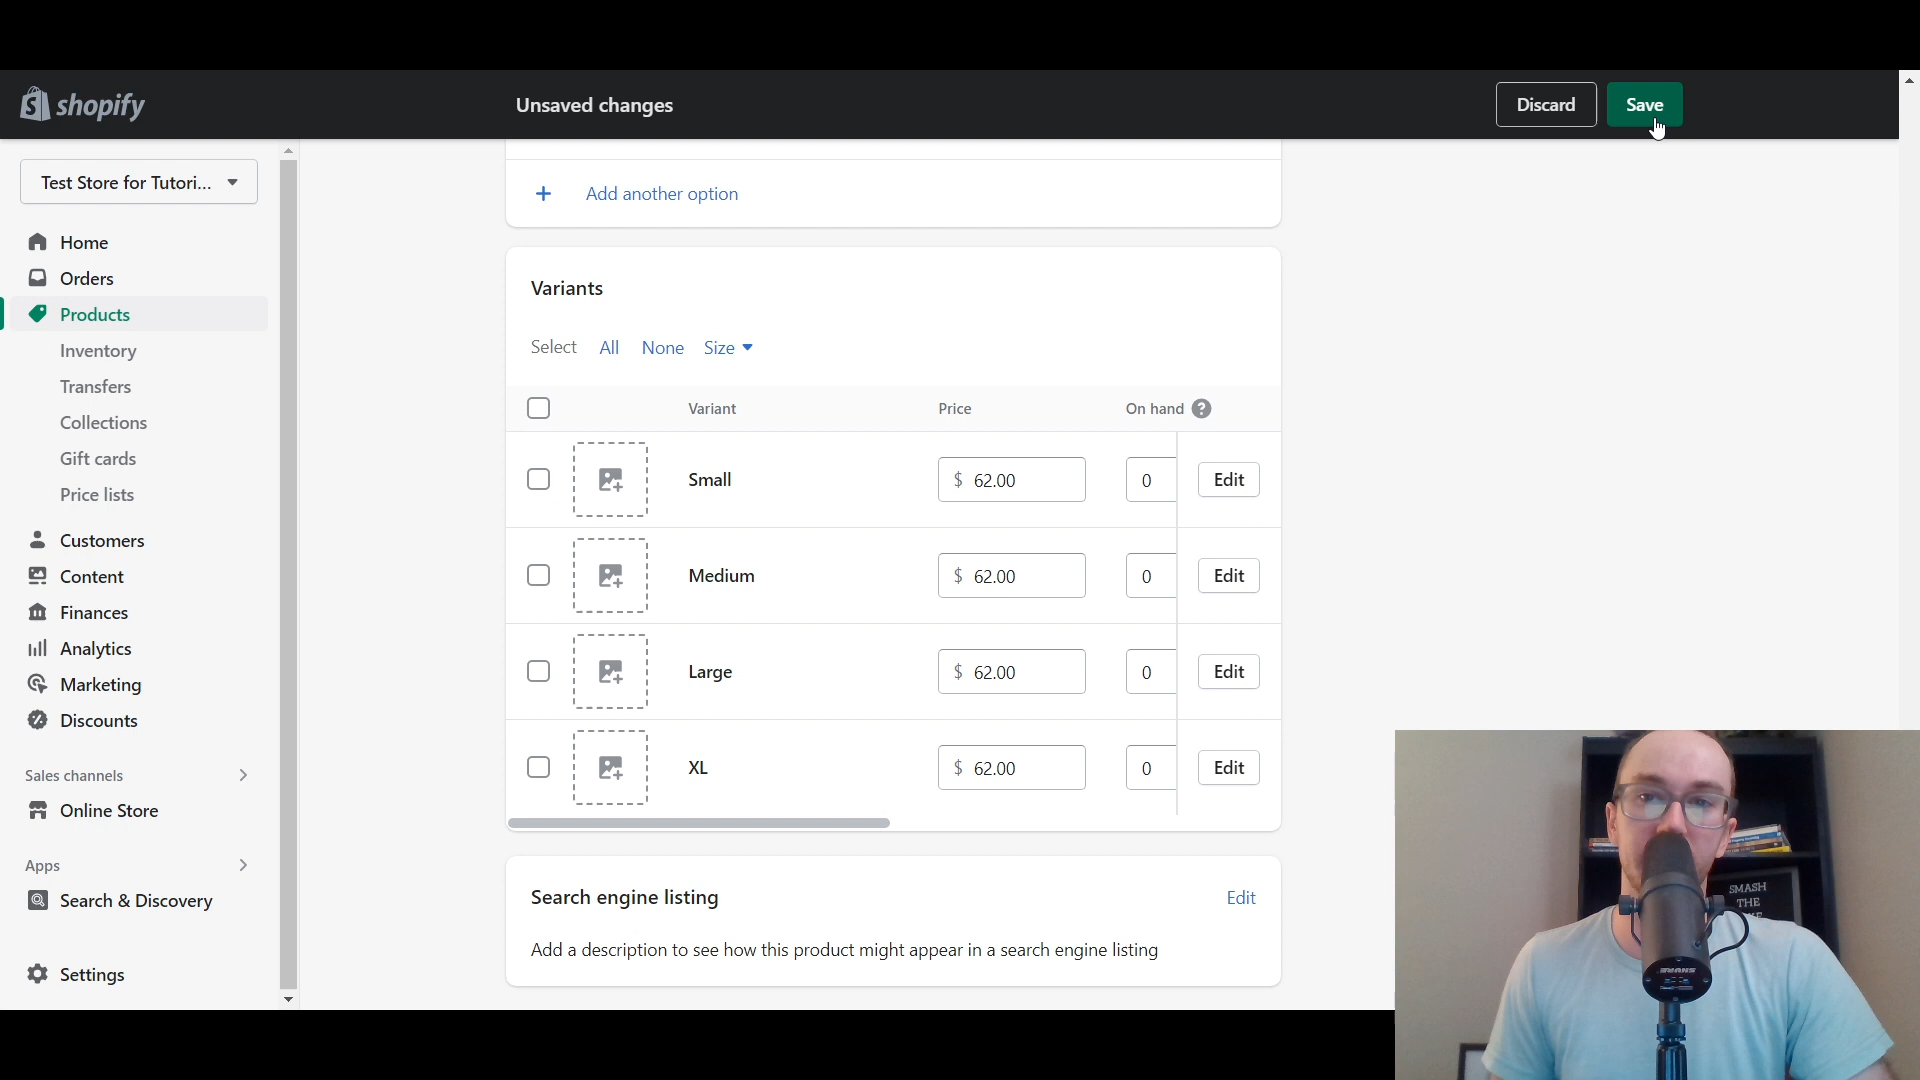 shopify
Unsaved changes
Discard
Save
Test Store for Tutori...
Home
Orders
Products
Inventory
Transfers
Collections
Gift cards
Price lists
Customers
Content
Finances
Analytics
Marketing
Discounts
Sales channels
Online Store
Apps
Search & Discovery
Settings
+ Add another option
Variants
Select All None Size
Variant Price On hand ?
Small $ 62.00 0 Edit
Medium $ 62.00 0 Edit
Large $ 62.00 0 Edit
XL $ 62.00 0 Edit
Search engine listing Edit
Add a description to see how this product might appear in a search engine listing
SMASH
THE
SHURE